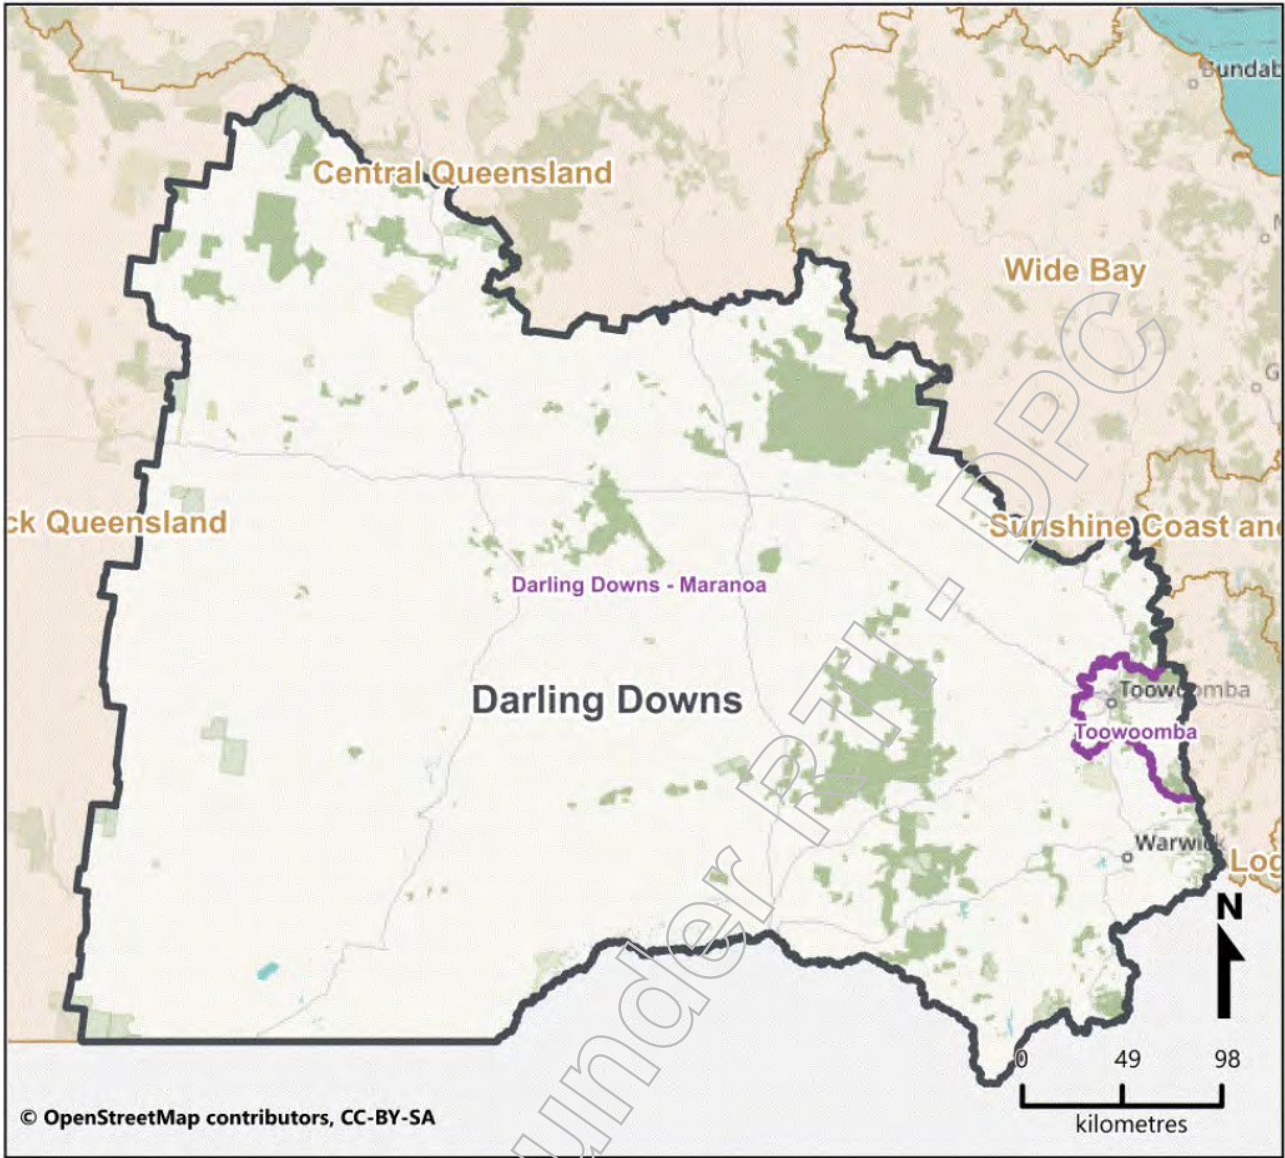 Bundab
Central Queensland
Wide Bay
G
ck Queensland
Sunshine Coast and
Darling Downs - Maranoa
Darling Downs
Toowoomba
Toowoomba
Warwick
Log
N
0 49 98
kilometres
© OpenStreetMap contributors, CC-BY-SA
under RTI - DPC